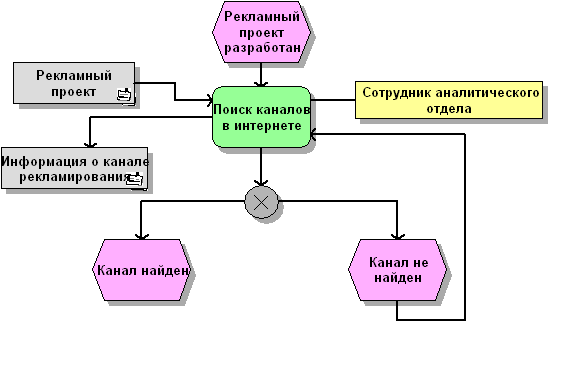 Рекламный
проект
разработан
Рекламный
проект
Поиск каналов
в интернете
Сотрудник аналитического
отдела
Информация о канале
рекламирования
Канал найден
Канал не
найден